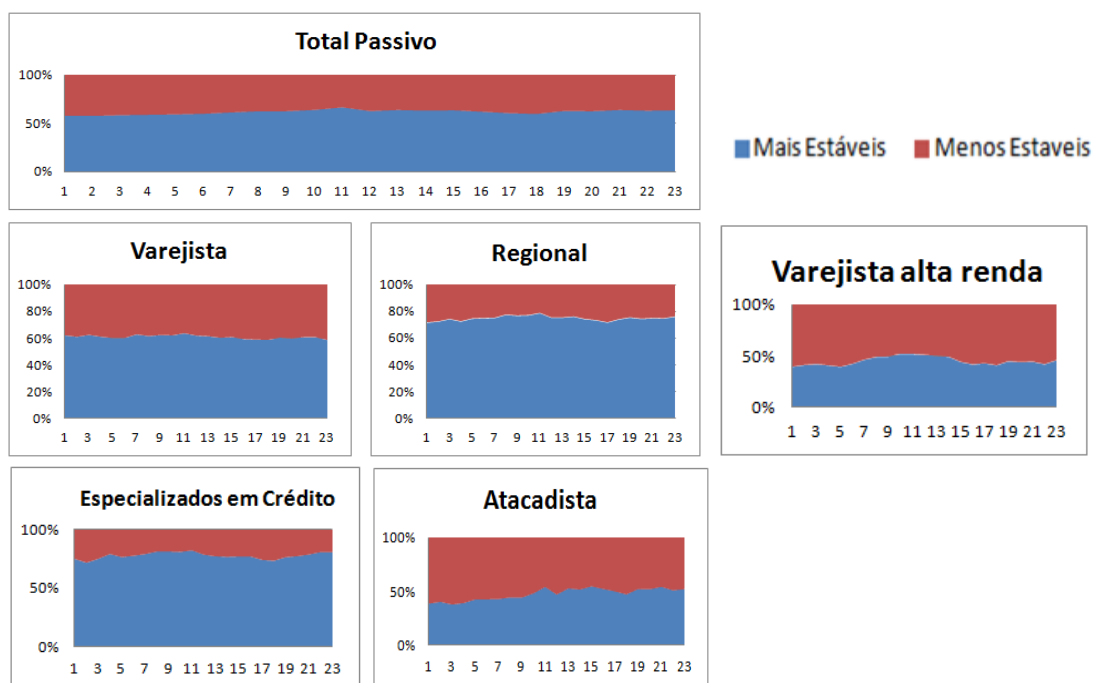 Total Passivo
100%
50%
0%
1 2 3 4 5 6 7 8 9 10 11 12 13 14 15 16 17 18 19 20 21 22 23
Mais Estáveis Menos Estaveis
Varejista
100%
80%
60%
40%
20%
0%
1 3 5 7 9 11 13 15 17 19 21 23
Regional
100%
80%
60%
40%
20%
0%
1 3 5 7 9 11 13 15 17 19 21 23
Varejista alta renda
100%
50%
0%
1 3 5 7 9 11 13 15 17 19 21 23
Especializados em Crédito
100%
50%
0%
1 3 5 7 9 11 13 15 17 19 21 23
Atacadista
100%
50%
0%
1 3 5 7 9 11 13 15 17 19 21 23